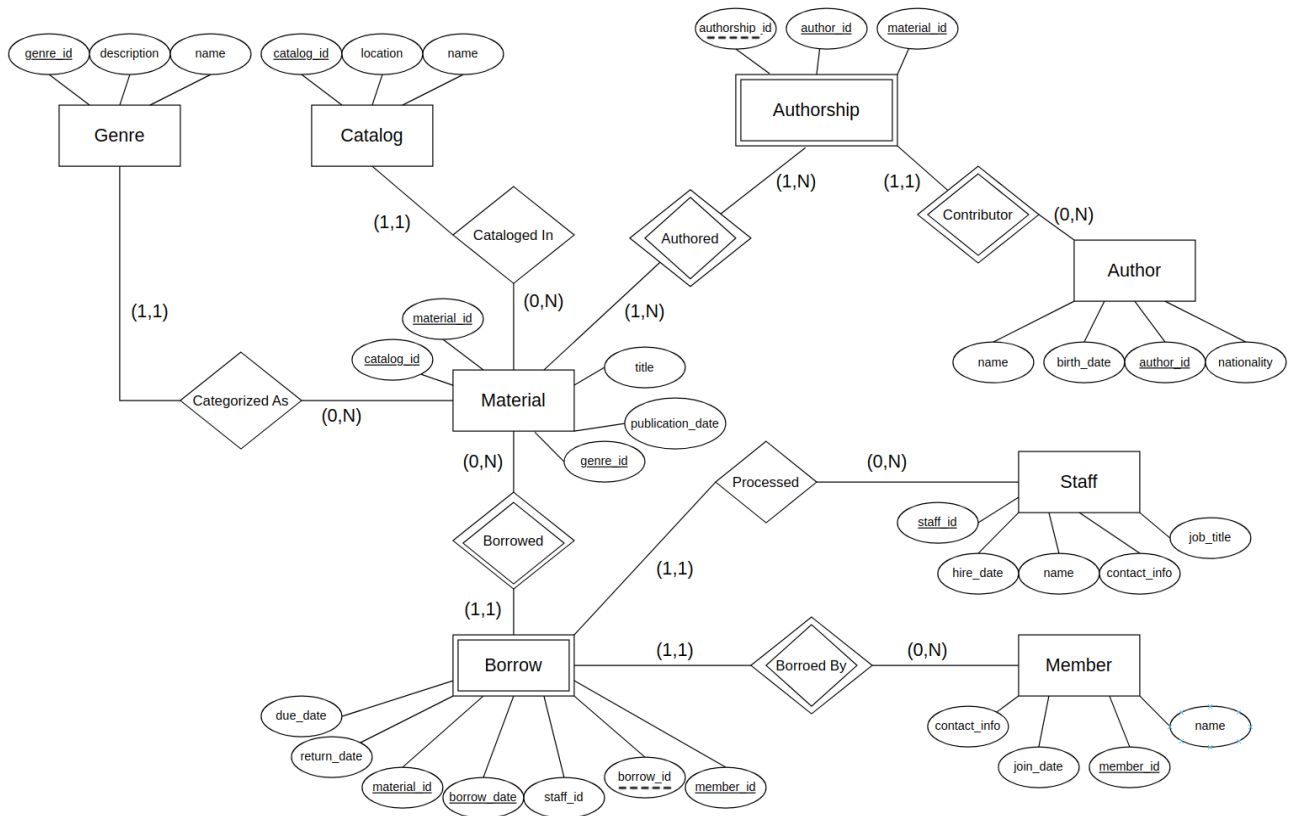 authorship_id
author_id
material_id
genre_id
description
name
catalog_id
location
name
Genre
Catalog
Authorship
(1,N)
(1,1)
Contributor
(0,N)
(1,1)
Cataloged In
Authored
Author
(0,N)
(1,N)
(1,1)
material_id
catalog_id
title
name
birth_date
author_id
nationality
Categorized As
(0,N)
Material
publication_date
genre_id
(0,N)
Processed
(0,N)
Staff
staff_id
job_title
hire_date
name
contact_info
Borrowed
(1,1)
(1,1)
Borrow
(1,1)
Borroed By
(0,N)
Member
due_date
return_date
material_id
borrow_date
staff_id
borrow_id
member_id
contact_info
name
join_date
member_id